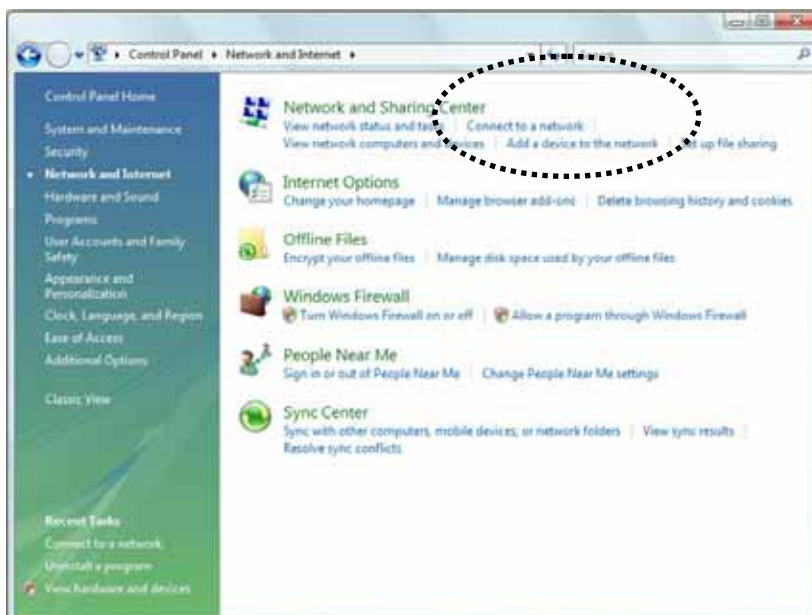 Control Panel ▸ Network and Internet ▸
Control Panel Home
System and Maintenance
Security
Network and Internet
Hardware and Sound
Programs
User Accounts and Family
Safety
Appearance and
Personalization
Clock, Language, and Region
Ease of Access
Additional Options
Classic View
Recent Tasks
Connect to a network
Uninstall a program
View hardware and devices
Network and Sharing Center
View network status and tasks | Connect to a network
View network computers and devices | Add a device to the network | Set up file sharing
Internet Options
Change your homepage | Manage browser add-ons | Delete browsing history and cookies
Offline Files
Encrypt your offline files | Manage disk space used by your offline files
Windows Firewall
Turn Windows Firewall on or off | Allow a program through Windows Firewall
People Near Me
Sign in or out of People Near Me | Change People Near Me settings
Sync Center
Sync with other computers, mobile devices, or network folders | View sync results
Resolve sync conflicts